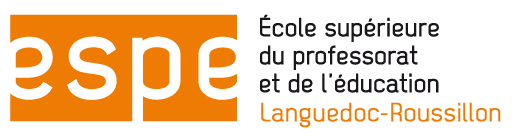 espe
École supérieure
du professorat
et de l'éducation
Languedoc-Roussillon